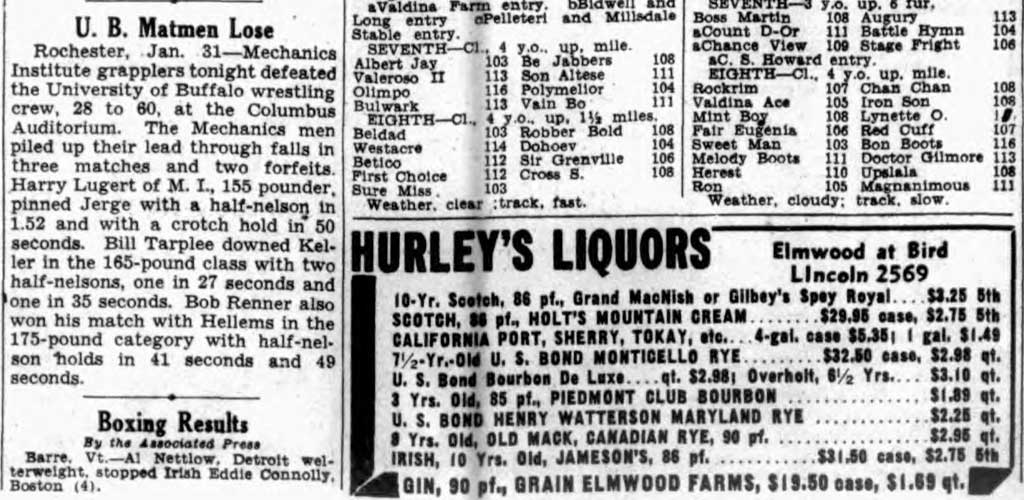 U. B. Matmen Lose
Rochester, Jan. 31—Mechanics
Institute grapplers tonight defeated
the University of Buffalo wrestling
crew, 28 to 60, at the Columbus
Auditorium. The Mechanics men
piled up their lead through falls in
three matches and two forfeits.
Harry Lugert of M. I., 155 pounder,
pinned Jerge with a half-nelson in
1.52 and with a crotch hold in 50
seconds. Bill Tarplee downed Kel-
ler in the 165-pound class with two
half-nelsons, one in 27 seconds and
one in 35 seconds. Bob Renner also
won his match with Hellems in the
175-pound category with half-nel-
son holds in 41 seconds and 49
seconds.
Boxing Results
By the Associated Press
Barre, Vt.—Al Nettlow, Detroit wel-
terweight, stopped Irish Eddie Connolly,
Boston (4).
aValdina Farm entry. bBidwell and
Long entry cPelleteri and Millsdale
Stable entry.
SEVENTH—Cl., 4 y.o., up, mile.
Albert Jay 103 Be Jabbers 108
Valeroso II 113 Son Altese 111
Olimpo 116 Polymelior 104
Bulwark 113 Vain Bo 111
EIGHTH—Cl., 4 y.o., up, 1½ miles.
Beldad 103 Robber Bold 108
Westacre 114 Dohoev 104
Betico 112 Sir Grenville 106
First Choice 112 Cross S. 108
Sure Miss 103
Weather, clear ;track, fast.
SEVENTH—3 y.o. up, 6 fur.
Boss Martin 108 Augury 113
aCount D-Or 111 Battle Hymn 104
aChance View 109 Stage Fright 106
aC. S. Howard entry.
EIGHTH—Cl., 4 y.o. up, mile.
Rockrim 107 Chan Chan 108
Valdina Ace 105 Iron Son 108
Mint Boy 108 Lynette O.
Fair Eugenia 106 Red Cuff 107
Sweet Man 103 Bon Boots 116
Melody Boots 111 Doctor Gilmore 113
Herest 110 Upslala 108
Ron 105 Magnanimous 111
Weather, cloudy; track, slow.
HURLEY'S LIQUORS
Elmwood at Bird
LIncoln 2569
10-Yr. Scotch, 86 pf., Grand MacNish or Gilbey's Spey Royal.... $3.25 5th
SCOTCH, 86 pf., HOLT'S MOUNTAIN CREAM........$29.95 case, $2.75 5th
CALIFORNIA PORT, SHERRY, TOKAY, etc... 4-gal. case $5.35; 1 gal. $1.49
7½-Yr.-Old U. S. BOND MONTICELLO RYE.........$32.50 case, $2.98 qt.
U. S. Bond Bourbon De Luxe....qt. $2.98; Overholt, 6½ Yrs.... $3.10 qt.
3 Yrs. Old, 85 pf., PIEDMONT CLUB BOURBON ................$1.89 qt.
U. S. BOND HENRY WATTERSON MARYLAND RYE .............$2.25 qt.
8 Yrs. Old, OLD MACK, CANADIAN RYE, 90 pf. ................$2.95 qt.
IRISH, 10 Yrs. Old, JAMESON'S, 86 pf. ..........$31.50 case, $2.75 5th
GIN, 90 pf., GRAIN ELMWOOD FARMS, $19.50 case, $1.69 qt.